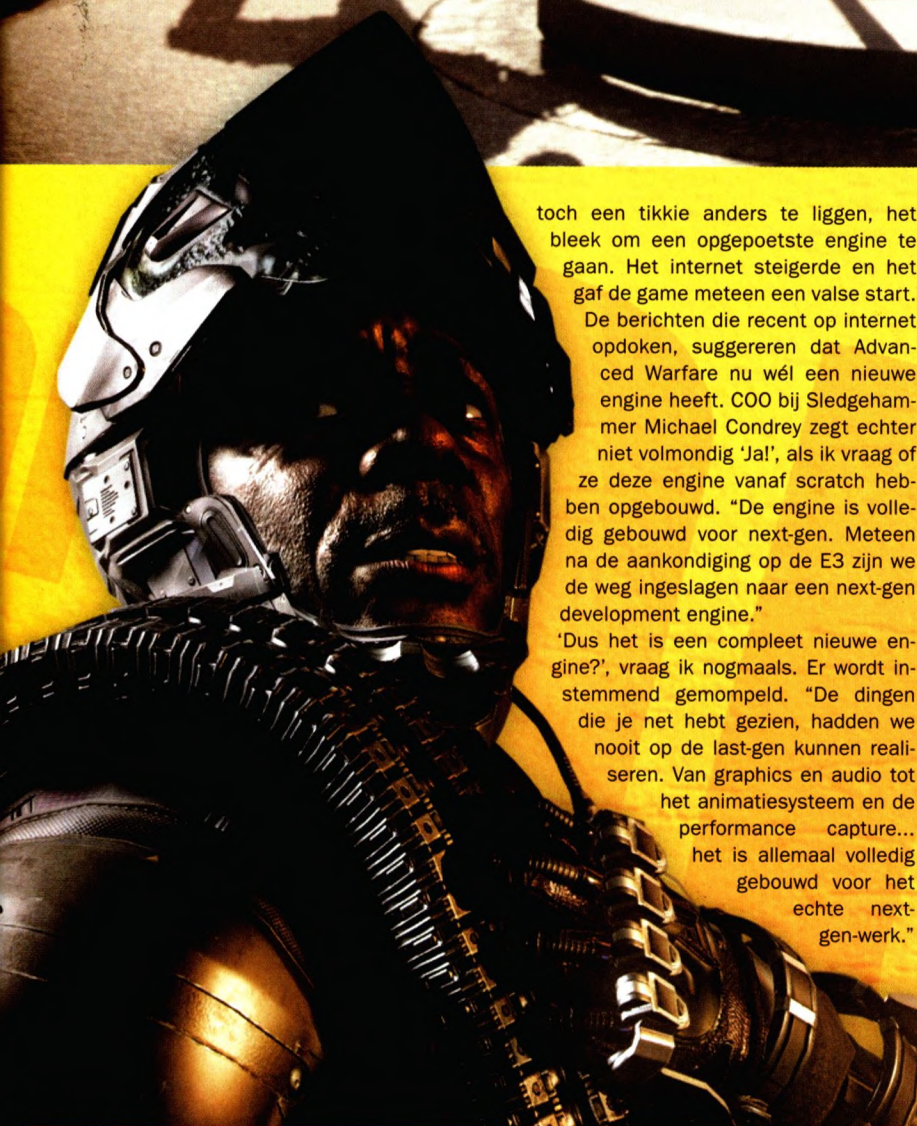 toch een tikkie anders te liggen, het
bleek om een opgepoetste engine te
gaan. Het internet steigerde en het
gaf de game meteen een valse start.
De berichten die recent op internet
opdoken, suggereren dat Advan-
ced Warfare nu wél een nieuwe
engine heeft. COO bij Sledgeham-
mer Michael Condrey zegt echter
niet volmondig ‘Ja!’, als ik vraag of
ze deze engine vanaf scratch heb-
ben opgebouwd. “De engine is volle-
dig gebouwd voor next-gen. Meteen
na de aankondiging op de E3 zijn we
de weg ingeslagen naar een next-gen
development engine.”
‘Dus het is een compleet nieuwe en-
gine?’, vraag ik nogmaals. Er wordt in-
stemmend gemompeld. “De dingen
die je net hebt gezien, hadden we
nooit op de last-gen kunnen reali-
seren. Van graphics en audio tot
het animatiesysteem en de
performance capture...
het is allemaal volledig
gebouwd voor het
echte next-
gen-werk.”